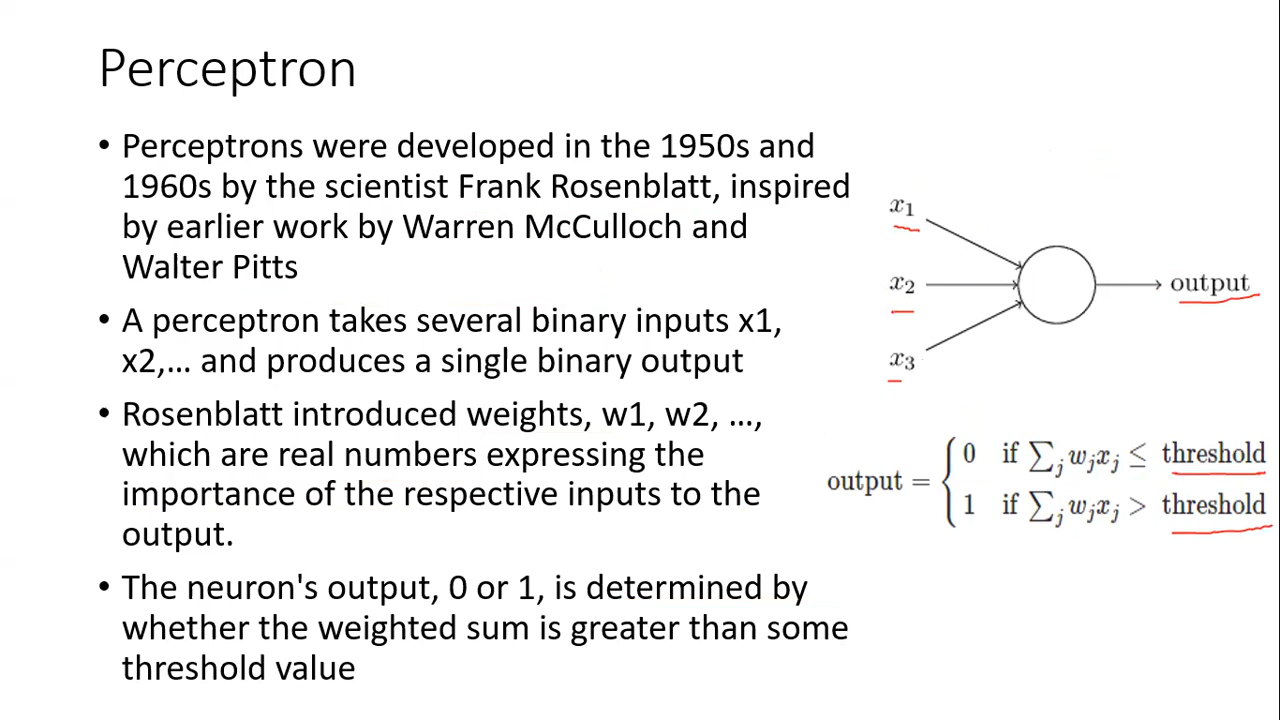 Perceptron
• Perceptrons were developed in the 1950s and
1960s by the scientist Frank Rosenblatt, inspired
by earlier work by Warren McCulloch and
Walter Pitts
• A perceptron takes several binary inputs x1,
x2,… and produces a single binary output
• Rosenblatt introduced weights, w1, w2, …,
which are real numbers expressing the
importance of the respective inputs to the
output.
• The neuron's output, 0 or 1, is determined by
whether the weighted sum is greater than some
threshold value
x₁
x₂
x₃
output
output = { 0 if ∑ⱼ wⱼxⱼ ≤ threshold
1 if ∑ⱼ wⱼxⱼ > threshold